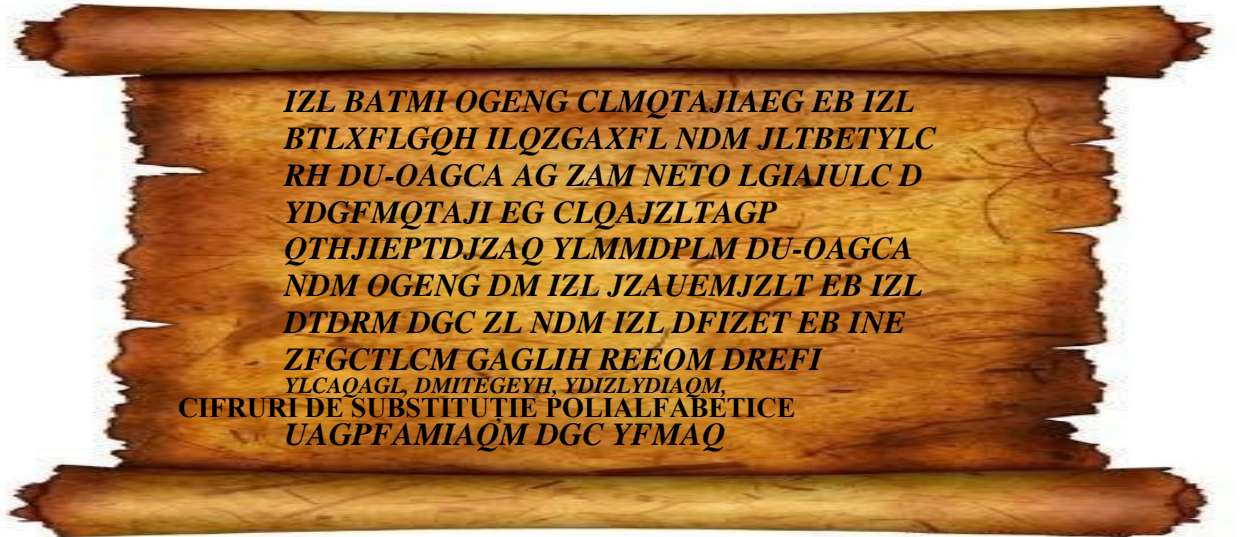 IZL BATMI OGENG CLMQTAJIAEG EB IZL
BTLXFLGQH ILQZGAXFL NDM JLTBETYLC
RH DU-OAGCA AG ZAM NETO LGIAIULC D
YDGFMQTAJI EG CLQAJZLTAGP
QTHJIEPTDJZAQ YLMMDPLM DU-OAGCA
NDM OGENG DM IZL JZAUEMJZLT EB IZL
DTDRM DGC ZL NDM IZL DFIZET EB INE
ZFGCTLCM GAGLIH REEOM DREFI
YLCAQAGL, DMITEGEYH, YDIZLYDIAQM,
CIFRURI DE SUBSTITUȚIE POLIALFABETICE
UAGPFAMIAQM DGC YFMAQ